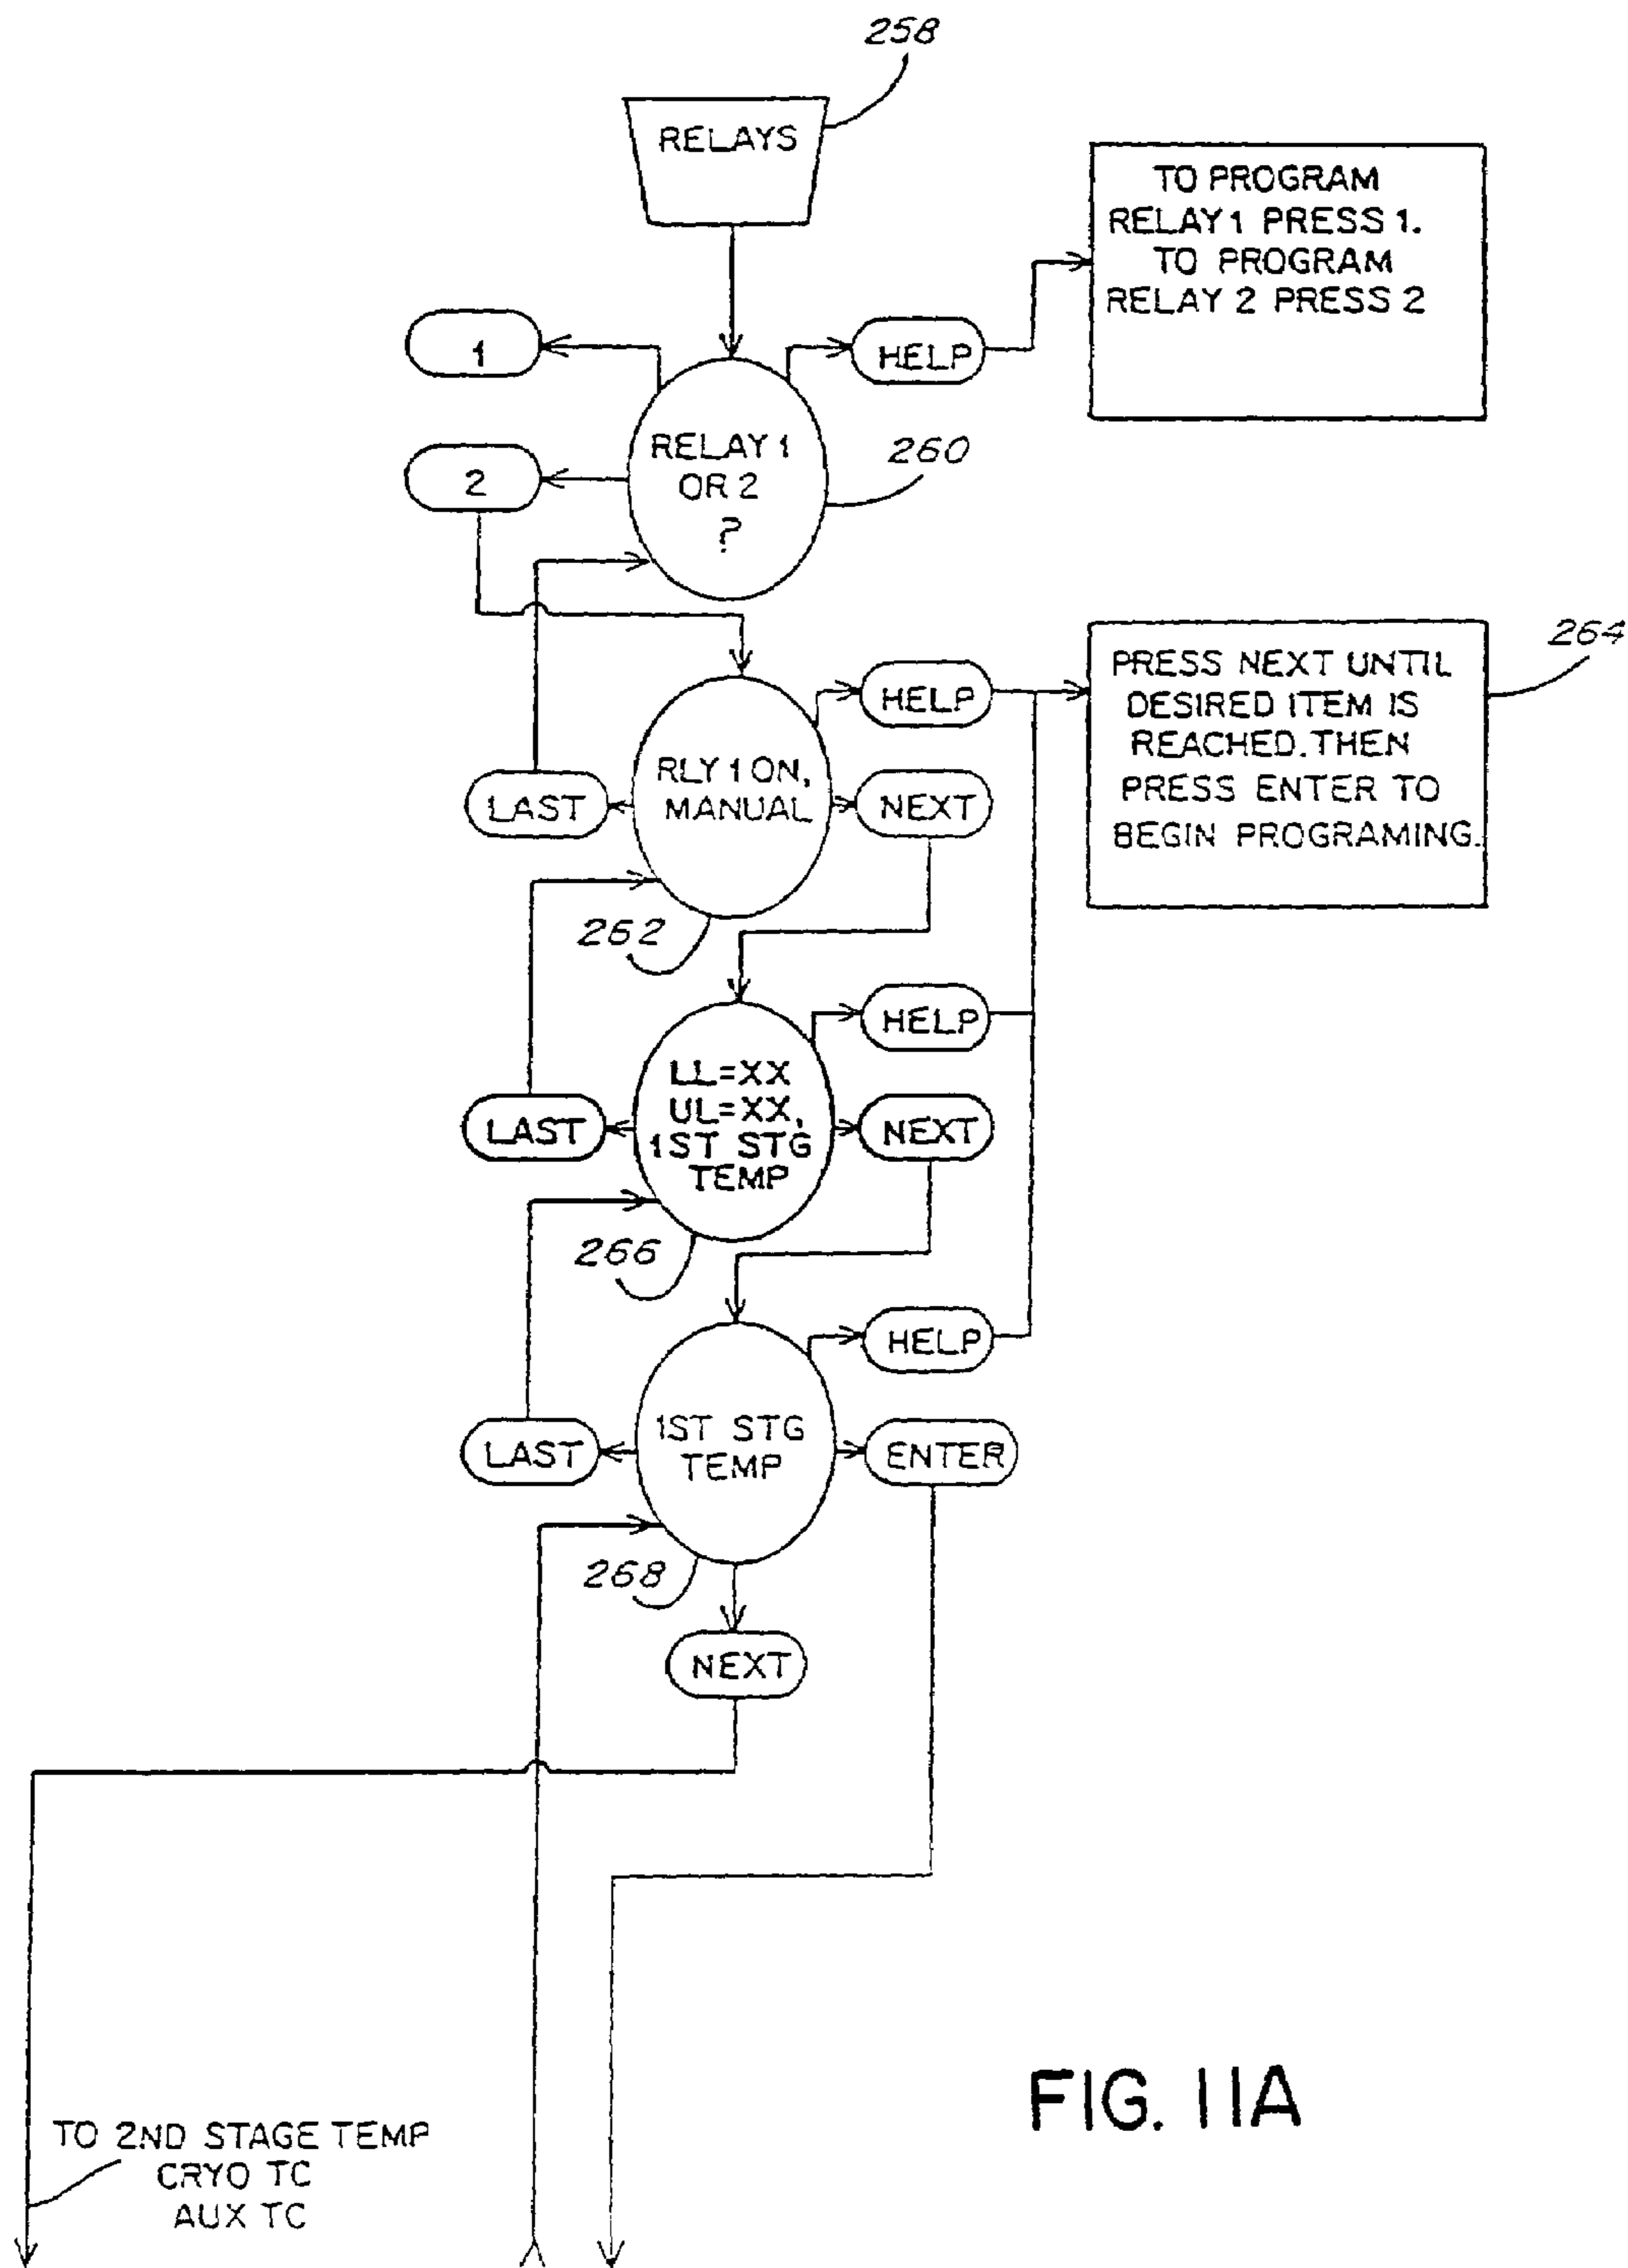 258
RELAYS
TO PROGRAM
RELAY 1 PRESS 1.
TO PROGRAM
RELAY 2 PRESS 2
1
HELP
2
RELAY 1
OR 2
?
260
HELP
PRESS NEXT UNTIL
DESIRED ITEM IS
REACHED. THEN
PRESS ENTER TO
BEGIN PROGRAMING.
264
LAST
RLY 1 ON,
MANUAL
NEXT
262
HELP
LAST
LL=XX
UL=XX,
1ST STG
TEMP
NEXT
266
HELP
LAST
1ST STG
TEMP
ENTER
268
NEXT
TO 2ND STAGE TEMP
CRYO TC
AUX TC
FIG. 11A